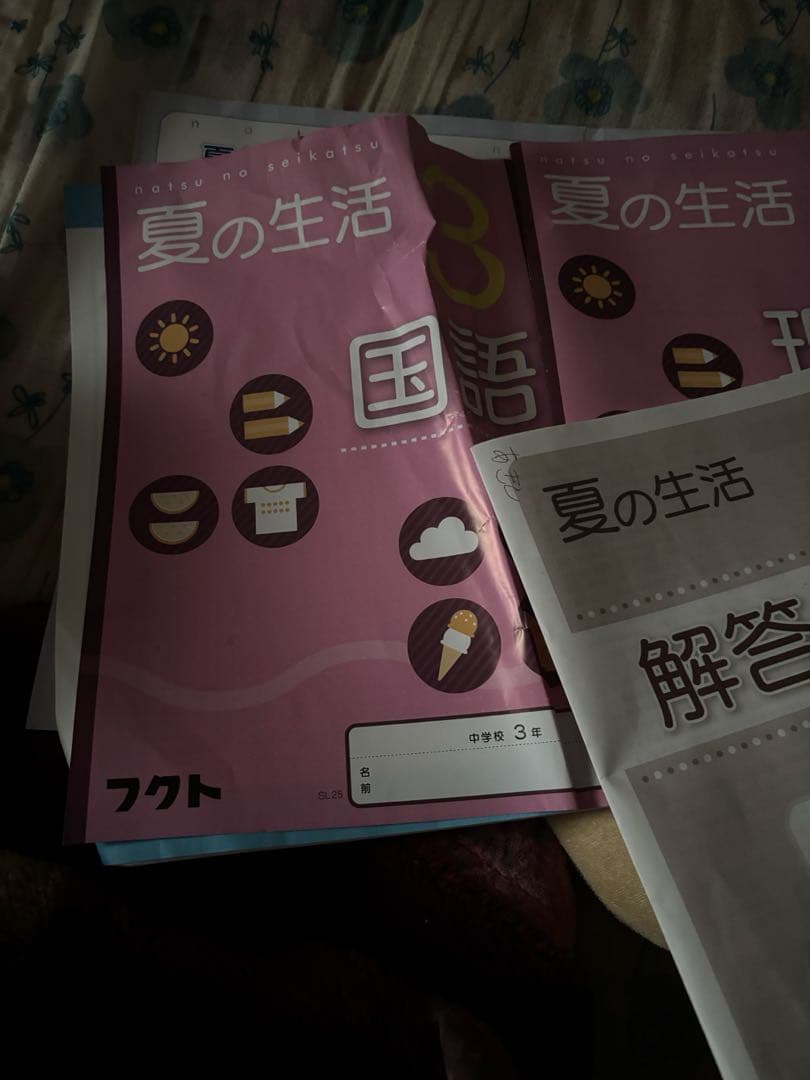 natsu no seikatsu
夏の生活
3
国語
中学校 3年
名前
SL25
フクト
natsu no seikatsu
夏の生活
夏の生活
解答